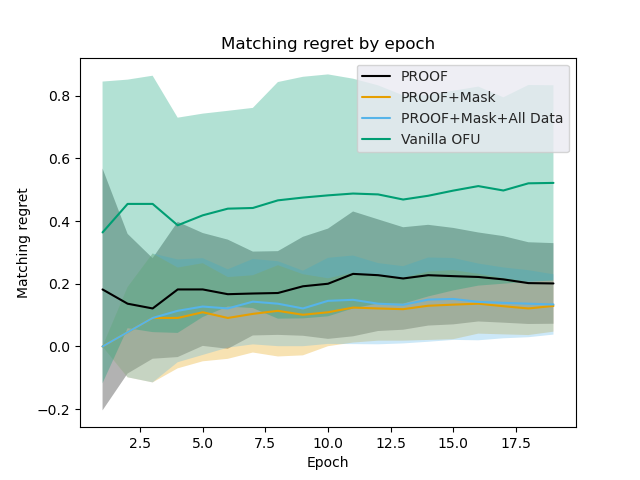 Matching regret by epoch
PROOF
PROOF+Mask
PROOF+Mask+All Data
Vanilla OFU
Matching regret
0.8
0.6
0.4
0.2
0.0
−0.2
2.5
5.0
7.5
10.0
12.5
15.0
17.5
Epoch